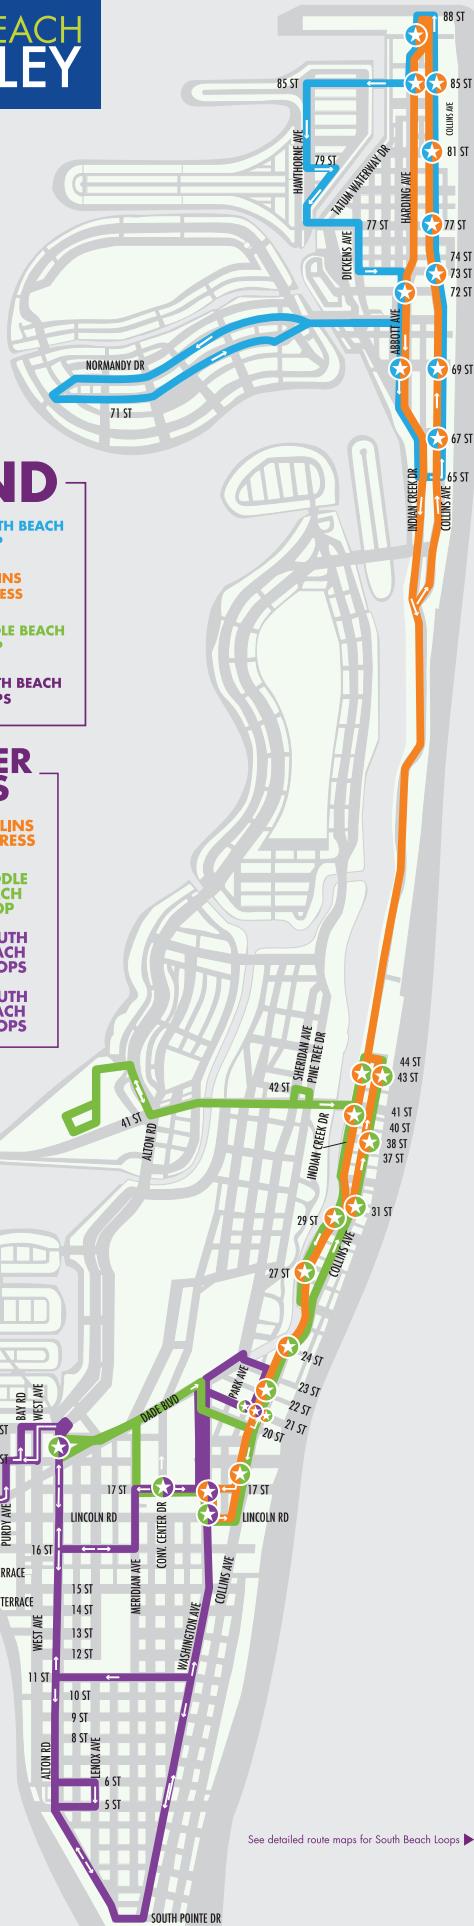 EACH
LEY
88 ST
85 ST
85 ST
COLLINS AVE
HAWTHORNE AVE
79 ST
TATUM WATERWAY DR
HARDING AVE
81 ST
77 ST
77 ST
DICKENS AVE
74 ST
73 ST
72 ST
ABBOTT AVE
NORMANDY DR
71 ST
69 ST
67 ST
65 ST
INDIAN CREEK DR
COLLINS AVE
ND
TH BEACH
P
INS
ESS
DLE BEACH
P
TH BEACH
PS
ER
S
LLINS
RESS
DDLE
CH
OP
UTH
ACH
OOPS
UTH
ACH
OOPS
SHERIDAN AVE
PINE TREE DR
44 ST
43 ST
42 ST
41 ST
ALTON RD
INDIAN CREEK DR
41 ST
40 ST
38 ST
37 ST
31 ST
29 ST
COLLINS AVE
27 ST
24 ST
PARK AVE
23 ST
22 ST
21 ST
20 ST
DADE BLVD
BAY RD
WEST AVE
ST
ST
PURDY AVE
17 ST
17 ST
LINCOLN RD
CONV. CENTER DR
LINCOLN RD
16 ST
MERIDIAN AVE
COLLINS AVE
RRACE
15 ST
TERRACE
14 ST
WEST AVE
13 ST
12 ST
WASHINGTON AVE
11 ST
10 ST
9 ST
8 ST
ALTON RD
LENOX AVE
6 ST
5 ST
See detailed route maps for South Beach Loops
SOUTH POINTE DR